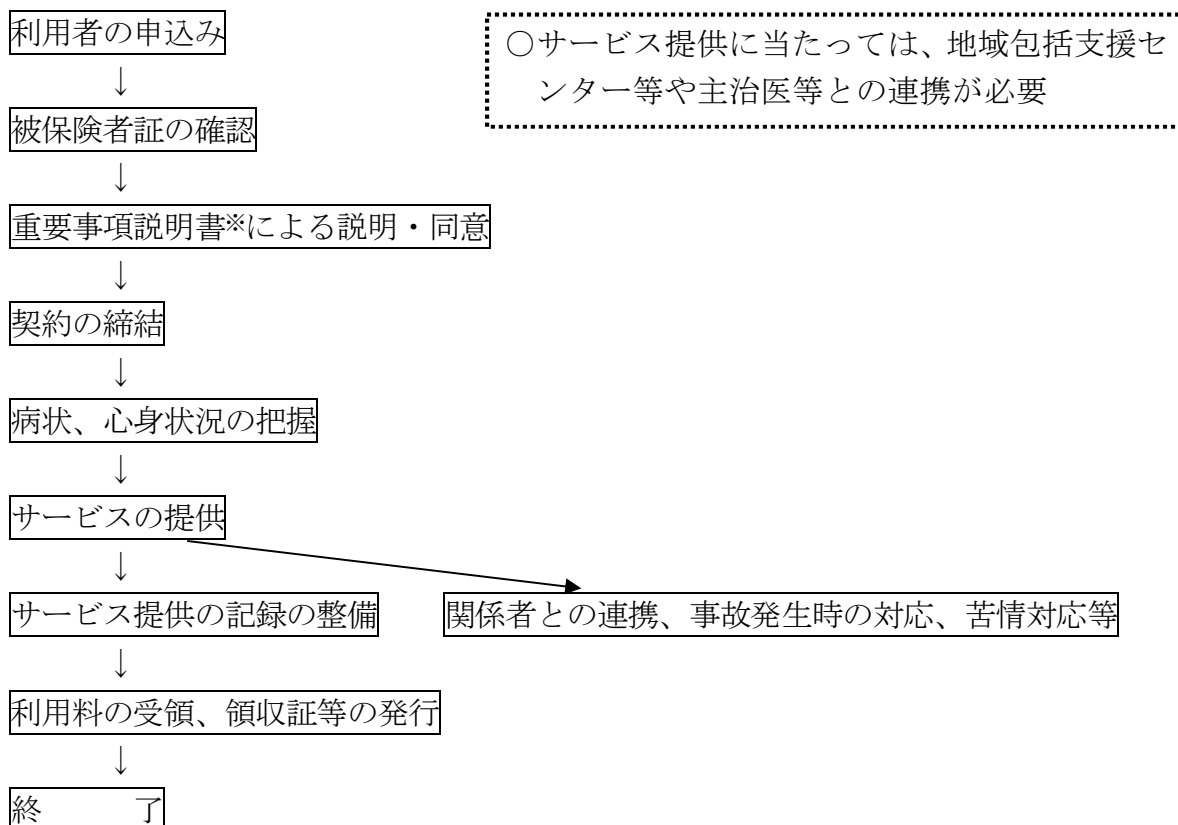 利用者の申込み
○サービス提供に当たっては、地域包括支援セ
ンター等や主治医等との連携が必要
↓
被保険者証の確認
↓
重要事項説明書※による説明・同意
↓
契約の締結
↓
病状、心身状況の把握
↓
サービスの提供
↓
サービス提供の記録の整備
関係者との連携、事故発生時の対応、苦情対応等
↓
利用料の受領、領収証等の発行
↓
終　　　了